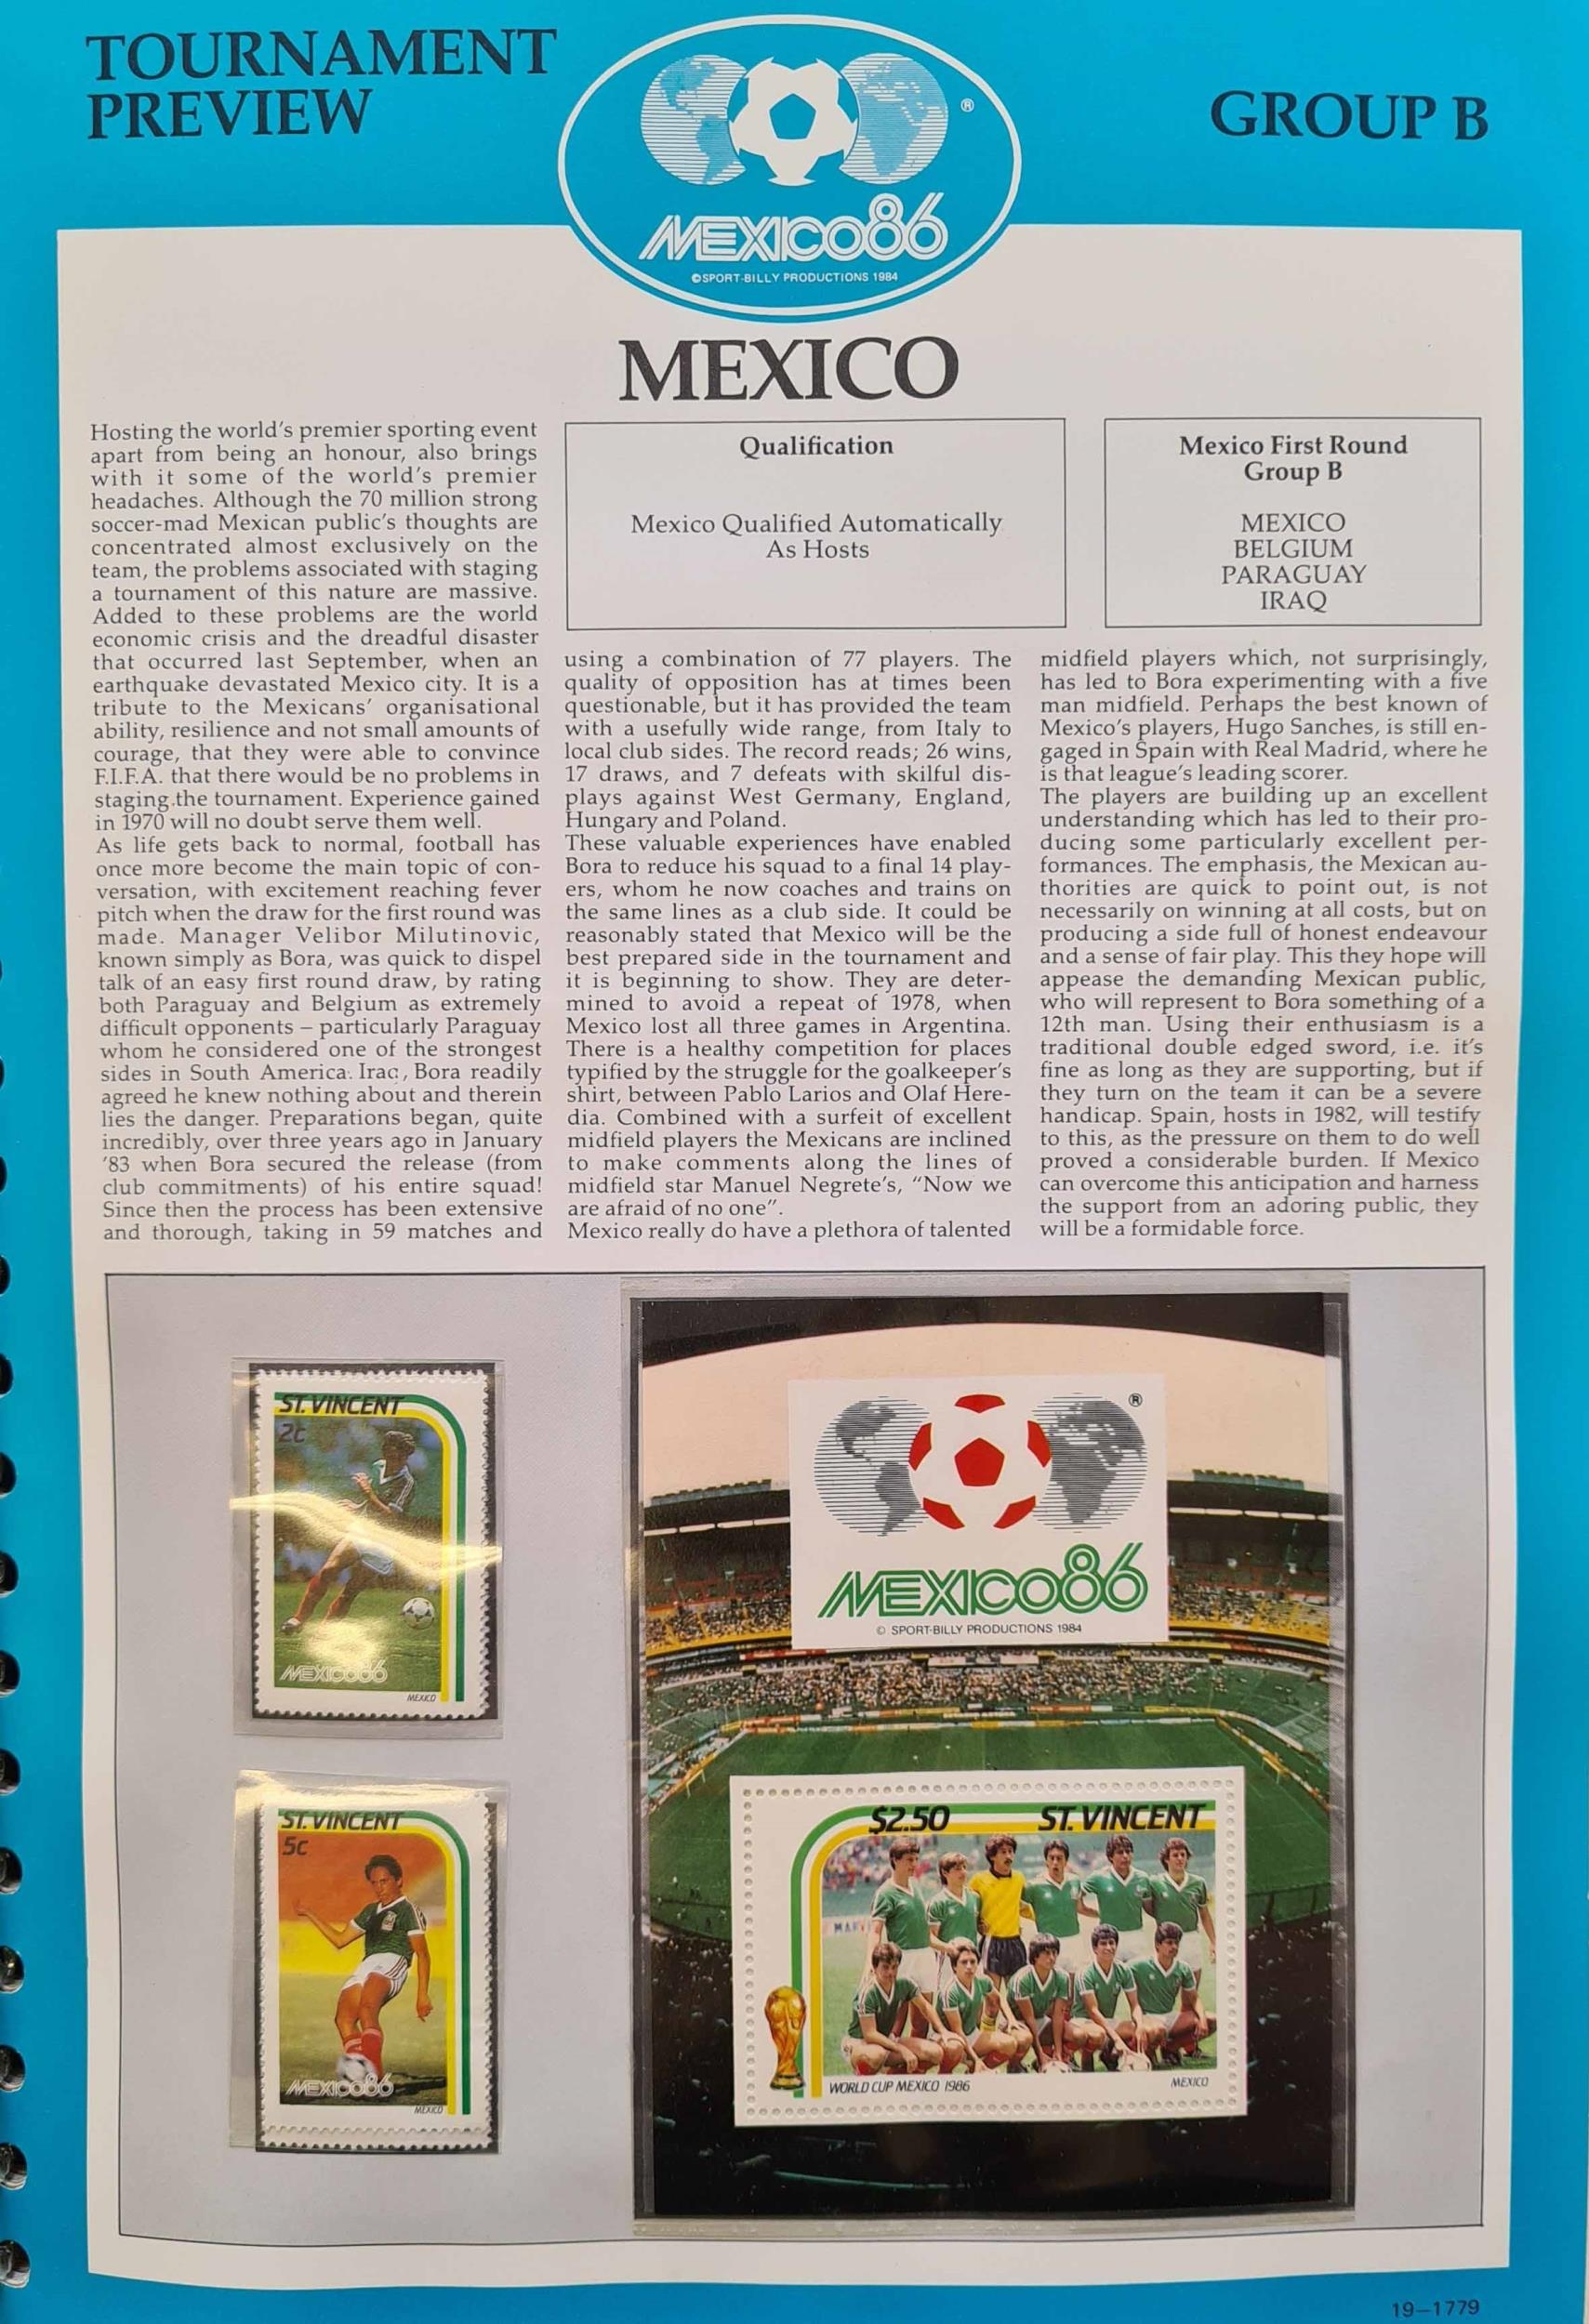 TOURNAMENT
PREVIEW
GROUP B
®
MEXICO86
©SPORT-BILLY PRODUCTIONS 1984
MEXICO
Hosting the world's premier sporting event
apart from being an honour, also brings
with it some of the world's premier
headaches. Although the 70 million strong
soccer-mad Mexican public's thoughts are
concentrated almost exclusively on the
team, the problems associated with staging
a tournament of this nature are massive.
Added to these problems are the world
economic crisis and the dreadful disaster
that occurred last September, when an
earthquake devastated Mexico city. It is a
tribute to the Mexicans' organisational
ability, resilience and not small amounts of
courage, that they were able to convince
F.I.F.A. that there would be no problems in
staging the tournament. Experience gained
in 1970 will no doubt serve them well.
As life gets back to normal, football has
once more become the main topic of con-
versation, with excitement reaching fever
pitch when the draw for the first round was
made. Manager Velibor Milutinovic,
known simply as Bora, was quick to dispel
talk of an easy first round draw, by rating
both Paraguay and Belgium as extremely
difficult opponents – particularly Paraguay
whom he considered one of the strongest
sides in South America. Iraq, Bora readily
agreed he knew nothing about and therein
lies the danger. Preparations began, quite
incredibly, over three years ago in January
'83 when Bora secured the release (from
club commitments) of his entire squad!
Since then the process has been extensive
and thorough, taking in 59 matches and
Qualification
Mexico Qualified Automatically
As Hosts
using a combination of 77 players. The
quality of opposition has at times been
questionable, but it has provided the team
with a usefully wide range, from Italy to
local club sides. The record reads; 26 wins,
17 draws, and 7 defeats with skilful dis-
plays against West Germany, England,
Hungary and Poland.
These valuable experiences have enabled
Bora to reduce his squad to a final 14 play-
ers, whom he now coaches and trains on
the same lines as a club side. It could be
reasonably stated that Mexico will be the
best prepared side in the tournament and
it is beginning to show. They are deter-
mined to avoid a repeat of 1978, when
Mexico lost all three games in Argentina.
There is a healthy competition for places
typified by the struggle for the goalkeeper's
shirt, between Pablo Larios and Olaf Here-
dia. Combined with a surfeit of excellent
midfield players the Mexicans are inclined
to make comments along the lines of
midfield star Manuel Negrete's, "Now we
are afraid of no one".
Mexico really do have a plethora of talented
Mexico First Round
Group B
MEXICO
BELGIUM
PARAGUAY
IRAQ
midfield players which, not surprisingly,
has led to Bora experimenting with a five
man midfield. Perhaps the best known of
Mexico's players, Hugo Sanches, is still en-
gaged in Spain with Real Madrid, where he
is that league's leading scorer.
The players are building up an excellent
understanding which has led to their pro-
ducing some particularly excellent per-
formances. The emphasis, the Mexican au-
thorities are quick to point out, is not
necessarily on winning at all costs, but on
producing a side full of honest endeavour
and a sense of fair play. This they hope will
appease the demanding Mexican public,
who will represent to Bora something of a
12th man. Using their enthusiasm is a
traditional double edged sword, i.e. it's
fine as long as they are supporting, but if
they turn on the team it can be a severe
handicap. Spain, hosts in 1982, will testify
to this, as the pressure on them to do well
proved a considerable burden. If Mexico
can overcome this anticipation and harness
the support from an adoring public, they
will be a formidable force.
ST. VINCENT
2c
MEXICO86
MEXICO
ST. VINCENT
5c
MEXICO86
MEXICO
®
MEXICO86
© SPORT-BILLY PRODUCTIONS 1984
$2.50 ST. VINCENT
WORLD CUP MEXICO 1986
MEXICO
19–1779